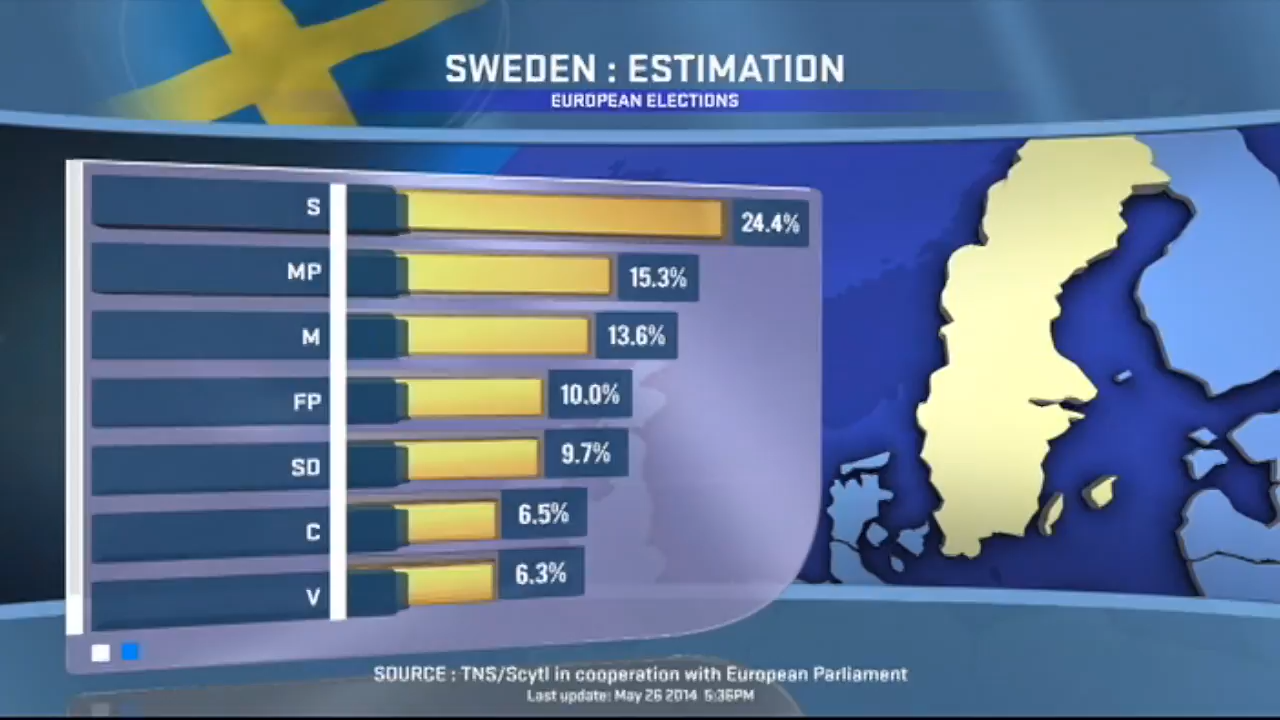 SWEDEN : ESTIMATION
EUROPEAN ELECTIONS
S 24.4%
MP 15.3%
M 13.6%
FP 10.0%
SD 9.7%
C 6.5%
V 6.3%
SOURCE : TNS/Scytl in cooperation with European Parliament
Last update: May 26 2014 5:36PM